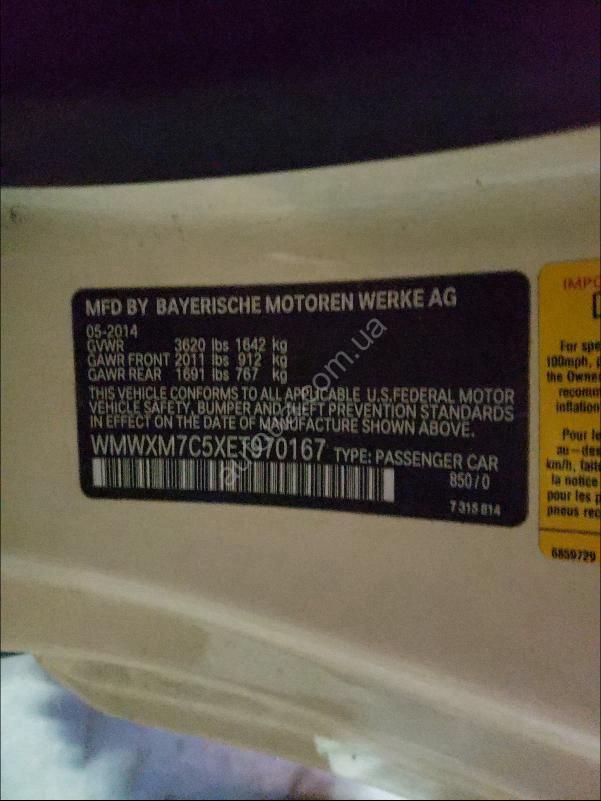 MFD BY BAYERISCHE MOTOREN WERKE AG
05-2014
GVWR 3620 lbs 1642 kg
GAWR FRONT 2011 lbs 912 kg
GAWR REAR 1691 lbs 767 kg
THIS VEHICLE CONFORMS TO ALL APPLICABLE U.S.FEDERAL MOTOR
VEHICLE SAFETY, BUMPER AND THEFT PREVENTION STANDARDS
IN EFFECT ON THE DATE OF MANUFACTURE SHOWN ABOVE.
WMWXM7C5XET970167 TYPE: PASSENGER CAR
850/0
7 315 814
IMPO
For spe
100mph,
the Owner
recomm
inflation
Pour le
au-des
km/h, faite
la notice
pour les p
pneus rec
6859729